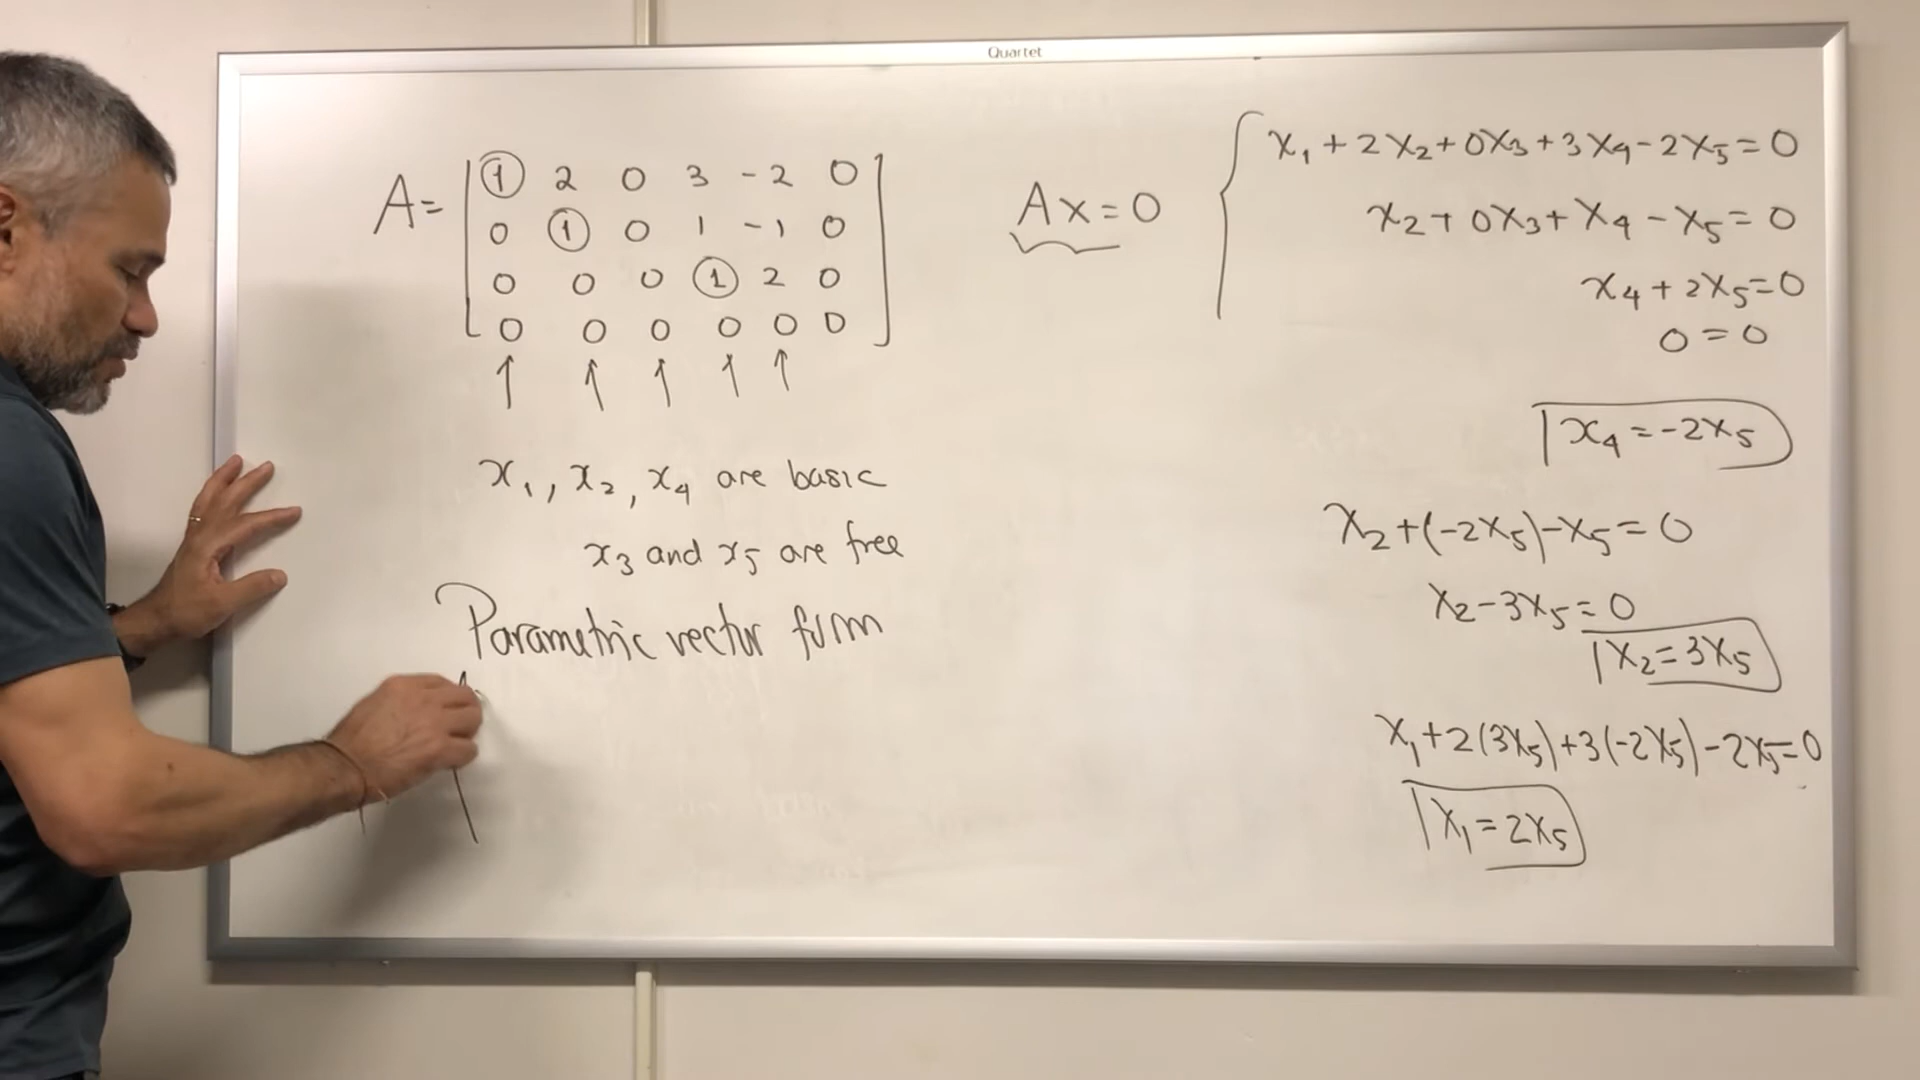 Quartet
A = [ 1 2 0 3 -2 0
0 1 0 1 -1 0
0 0 0 1 2 0
0 0 0 0 0 0 ]
↑ ↑ ↑ ↑ ↑
x₁, x₂, x₄ are basic
x₃ and x₅ are free
Parametric vector form
Ax = 0
{ x₁ + 2x₂ + 0x₃ + 3x₄ - 2x₅ = 0
x₂ + 0x₃ + x₄ - x₅ = 0
x₄ + 2x₅ = 0
0 = 0
x₄ = -2x₅
x₂ + (-2x₅) - x₅ = 0
x₂ - 3x₅ = 0
x₂ = 3x₅
x₁ + 2(3x₅) + 3(-2x₅) - 2x₅ = 0
x₁ = 2x₅